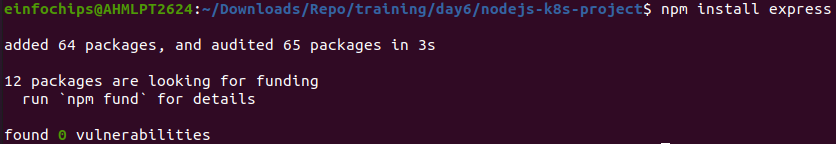 einfochips@AHMLPT2624:~/Downloads/Repo/training/day6/nodejs-k8s-project$ npm install express
added 64 packages, and audited 65 packages in 3s
12 packages are looking for funding
  run `npm fund` for details
found 0 vulnerabilities